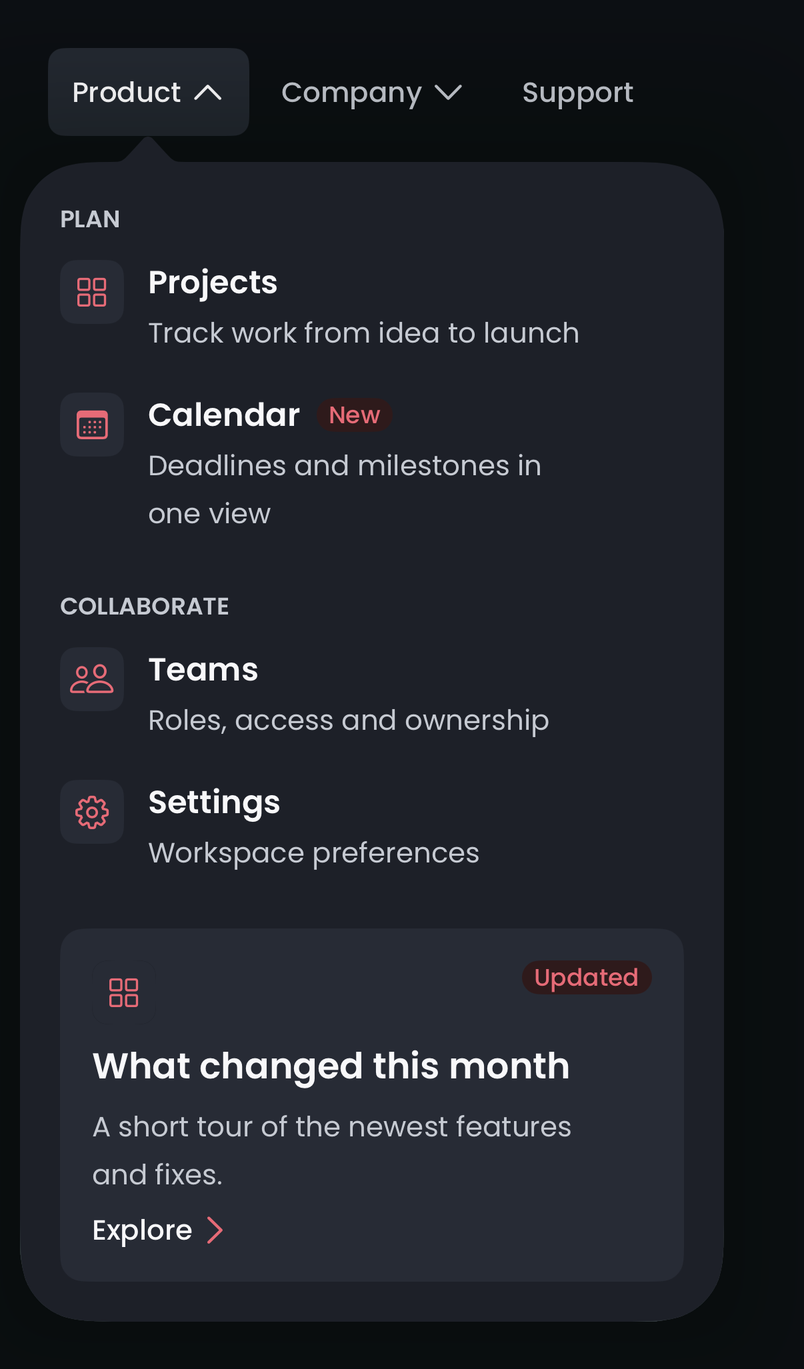 Product
Company
Support
PLAN
Projects
Track work from idea to launch
Calendar New
Deadlines and milestones in
one view
COLLABORATE
Teams
Roles, access and ownership
Settings
Workspace preferences
Updated
What changed this month
A short tour of the newest features
and fixes.
Explore